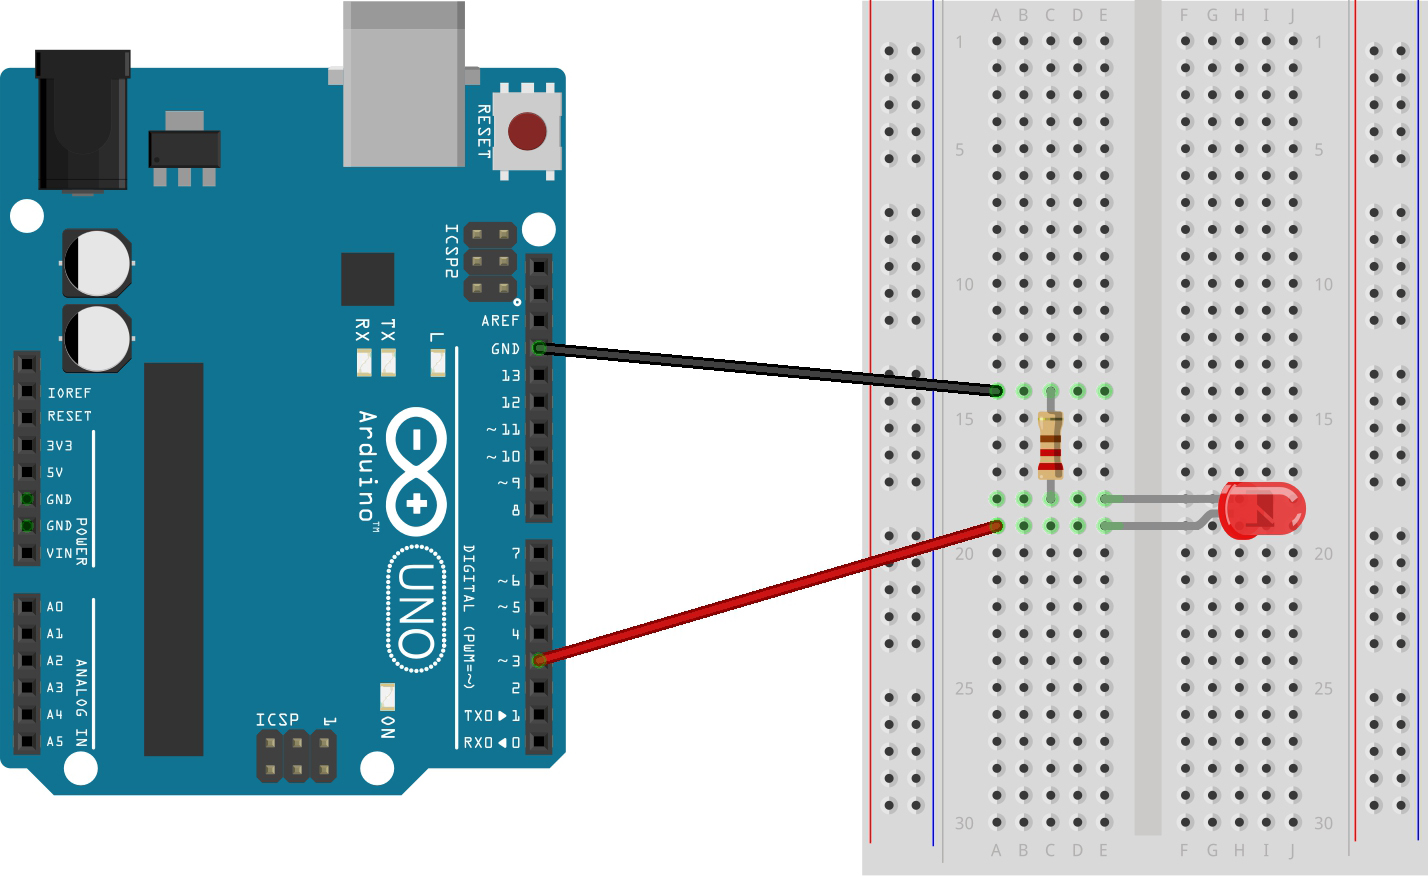 RESET
ICSP2
AREF
GND
RX
TX
L
13
12
~11
~10
~9
8
IOREF
RESET
3V3
5V
GND
GND
VIN
POWER
Arduino™
UNO
DIGITAL (PWM=~)
7
~6
~5
4
~3
2
TX0▶1
RX0◀0
A0
A1
A2
A3
A4
A5
ANALOG IN
ICSP
1
ON
A B C D E F G H I J
1 1
5 5
10 10
15 15
20 20
25 25
30 30
A B C D E F G H I J